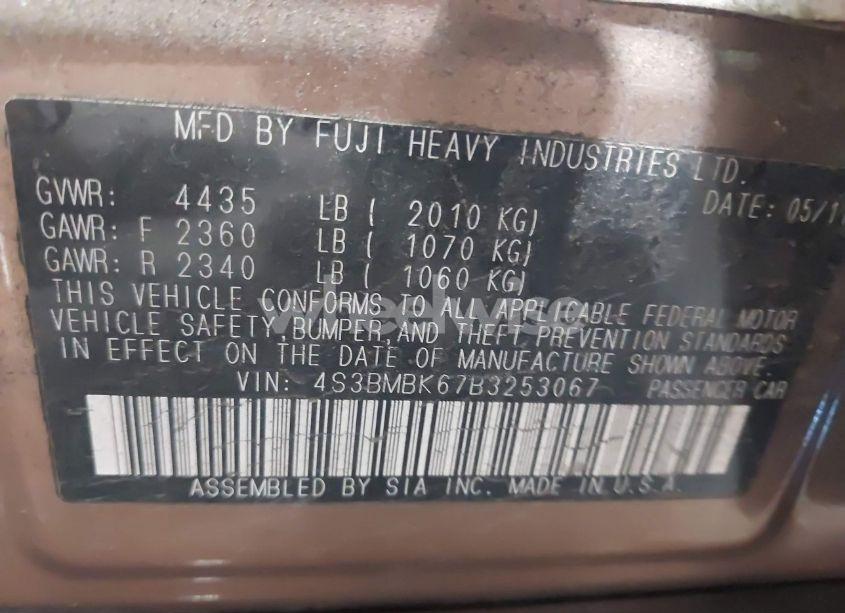 MFD BY FUJI HEAVY INDUSTRIES LTD.
GVWR: 4435 LB ( 2010 KG) DATE: 05/11
GAWR: F 2360 LB ( 1070 KG)
GAWR: R 2340 LB ( 1060 KG)
THIS VEHICLE CONFORMS TO ALL APPLICABLE FEDERAL MOTOR
VEHICLE SAFETY, BUMPER, AND THEFT PREVENTION STANDARDS
IN EFFECT ON THE DATE OF MANUFACTURE SHOWN ABOVE.
VIN: 4S3BMBK67B3253067 PASSENGER CAR
ASSEMBLED BY SIA INC. MADE IN U.S.A.